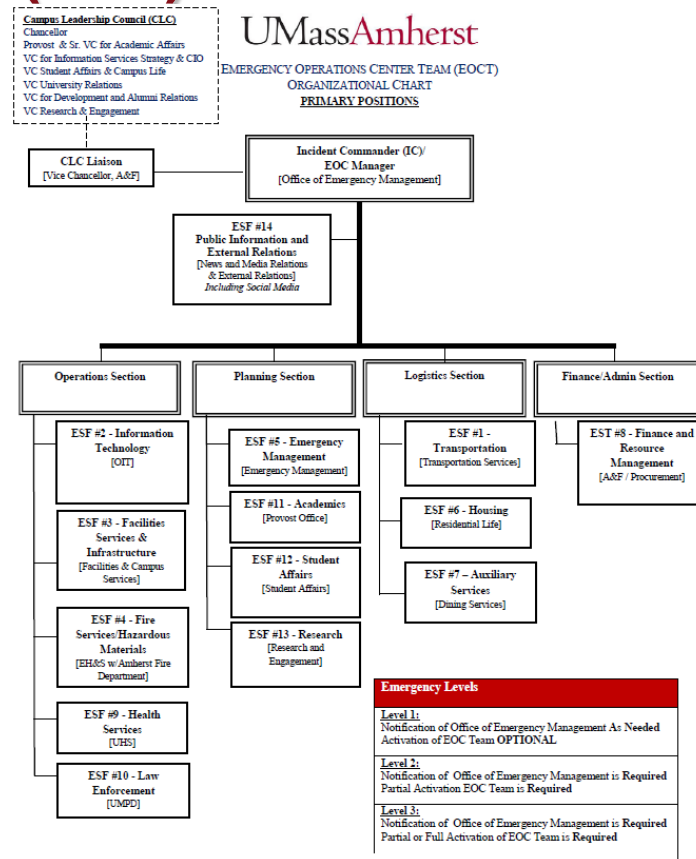 Campus Leadership Council (CLC)
Chancellor
Provost & Sr. VC for Academic Affairs
VC for Information Services Strategy & CIO
VC Student Affairs & Campus Life
VC University Relations
VC for Development and Alumni Relations
VC Research & Engagement
UMassAmherst
EMERGENCY OPERATIONS CENTER TEAM (EOCT)
ORGANIZATIONAL CHART
PRIMARY POSITIONS
CLC Liaison
[Vice Chancellor, A&F]
Incident Commander (IC)/
EOC Manager
[Office of Emergency Management]
ESF #14
Public Information and
External Relations
[News and Media Relations
& External Relations]
Including Social Media
Operations Section
Planning Section
Logistics Section
Finance/Admin Section
ESF #2 - Information
Technology
[OIT]
ESF #3 - Facilities
Services &
Infrastructure
[Facilities & Campus
Services]
ESF #4 - Fire
Services/Hazardous
Materials
[EH&S w/Amherst Fire
Department]
ESF #9 - Health
Services
[UHS]
ESF #10 - Law
Enforcement
[UMPD]
ESF #5 - Emergency
Management
[Emergency Management]
ESF #11 - Academics
[Provost Office]
ESF #12 - Student
Affairs
[Student Affairs]
ESF #13 - Research
[Research and
Engagement]
ESF #1 -
Transportation
[Transportation Services]
ESF #6 - Housing
[Residential Life]
ESF #7 – Auxiliary
Services
[Dining Services]
EST #8 - Finance and
Resource
Management
[A&F / Procurement]
Emergency Levels
Level 1:
Notification of Office of Emergency Management As Needed
Activation of EOC Team OPTIONAL
Level 2:
Notification of Office of Emergency Management is Required
Partial Activation EOC Team is Required
Level 3:
Notification of Office of Emergency Management is Required
Partial or Full Activation of EOC Team is Required